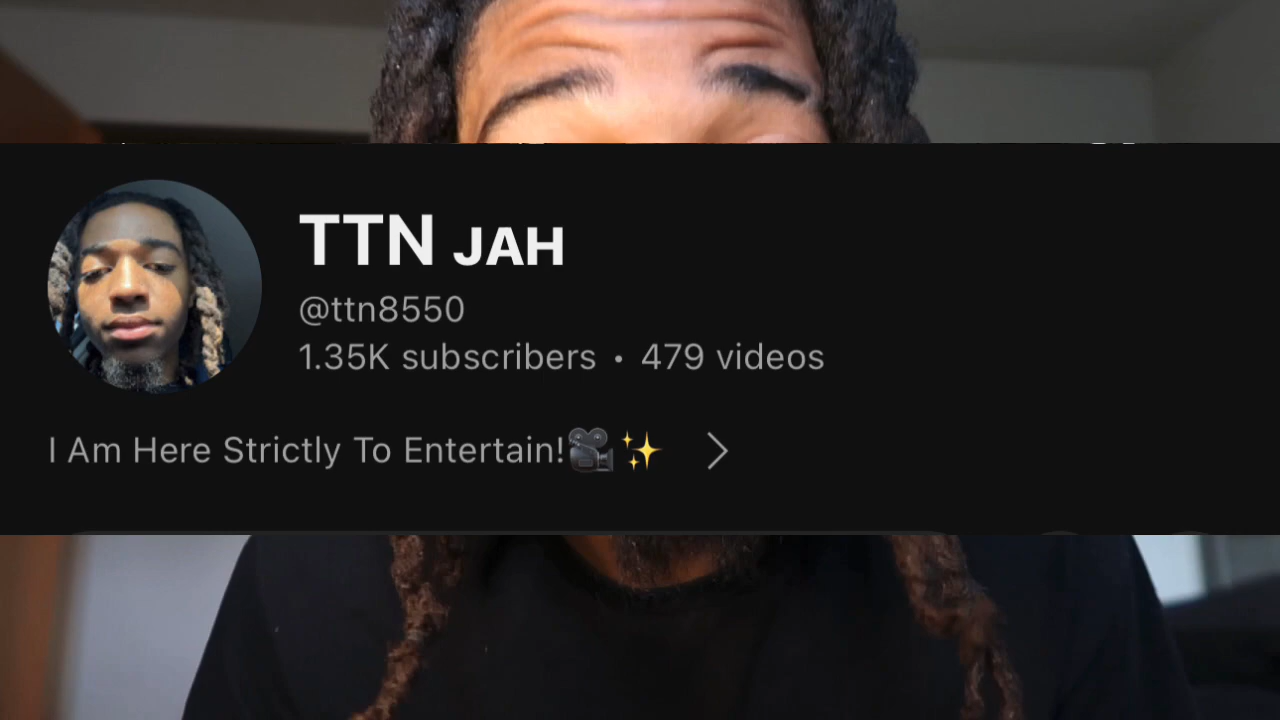 TTN JAH
@ttn8550
1.35K subscribers • 479 videos
I Am Here Strictly To Entertain!🎥✨